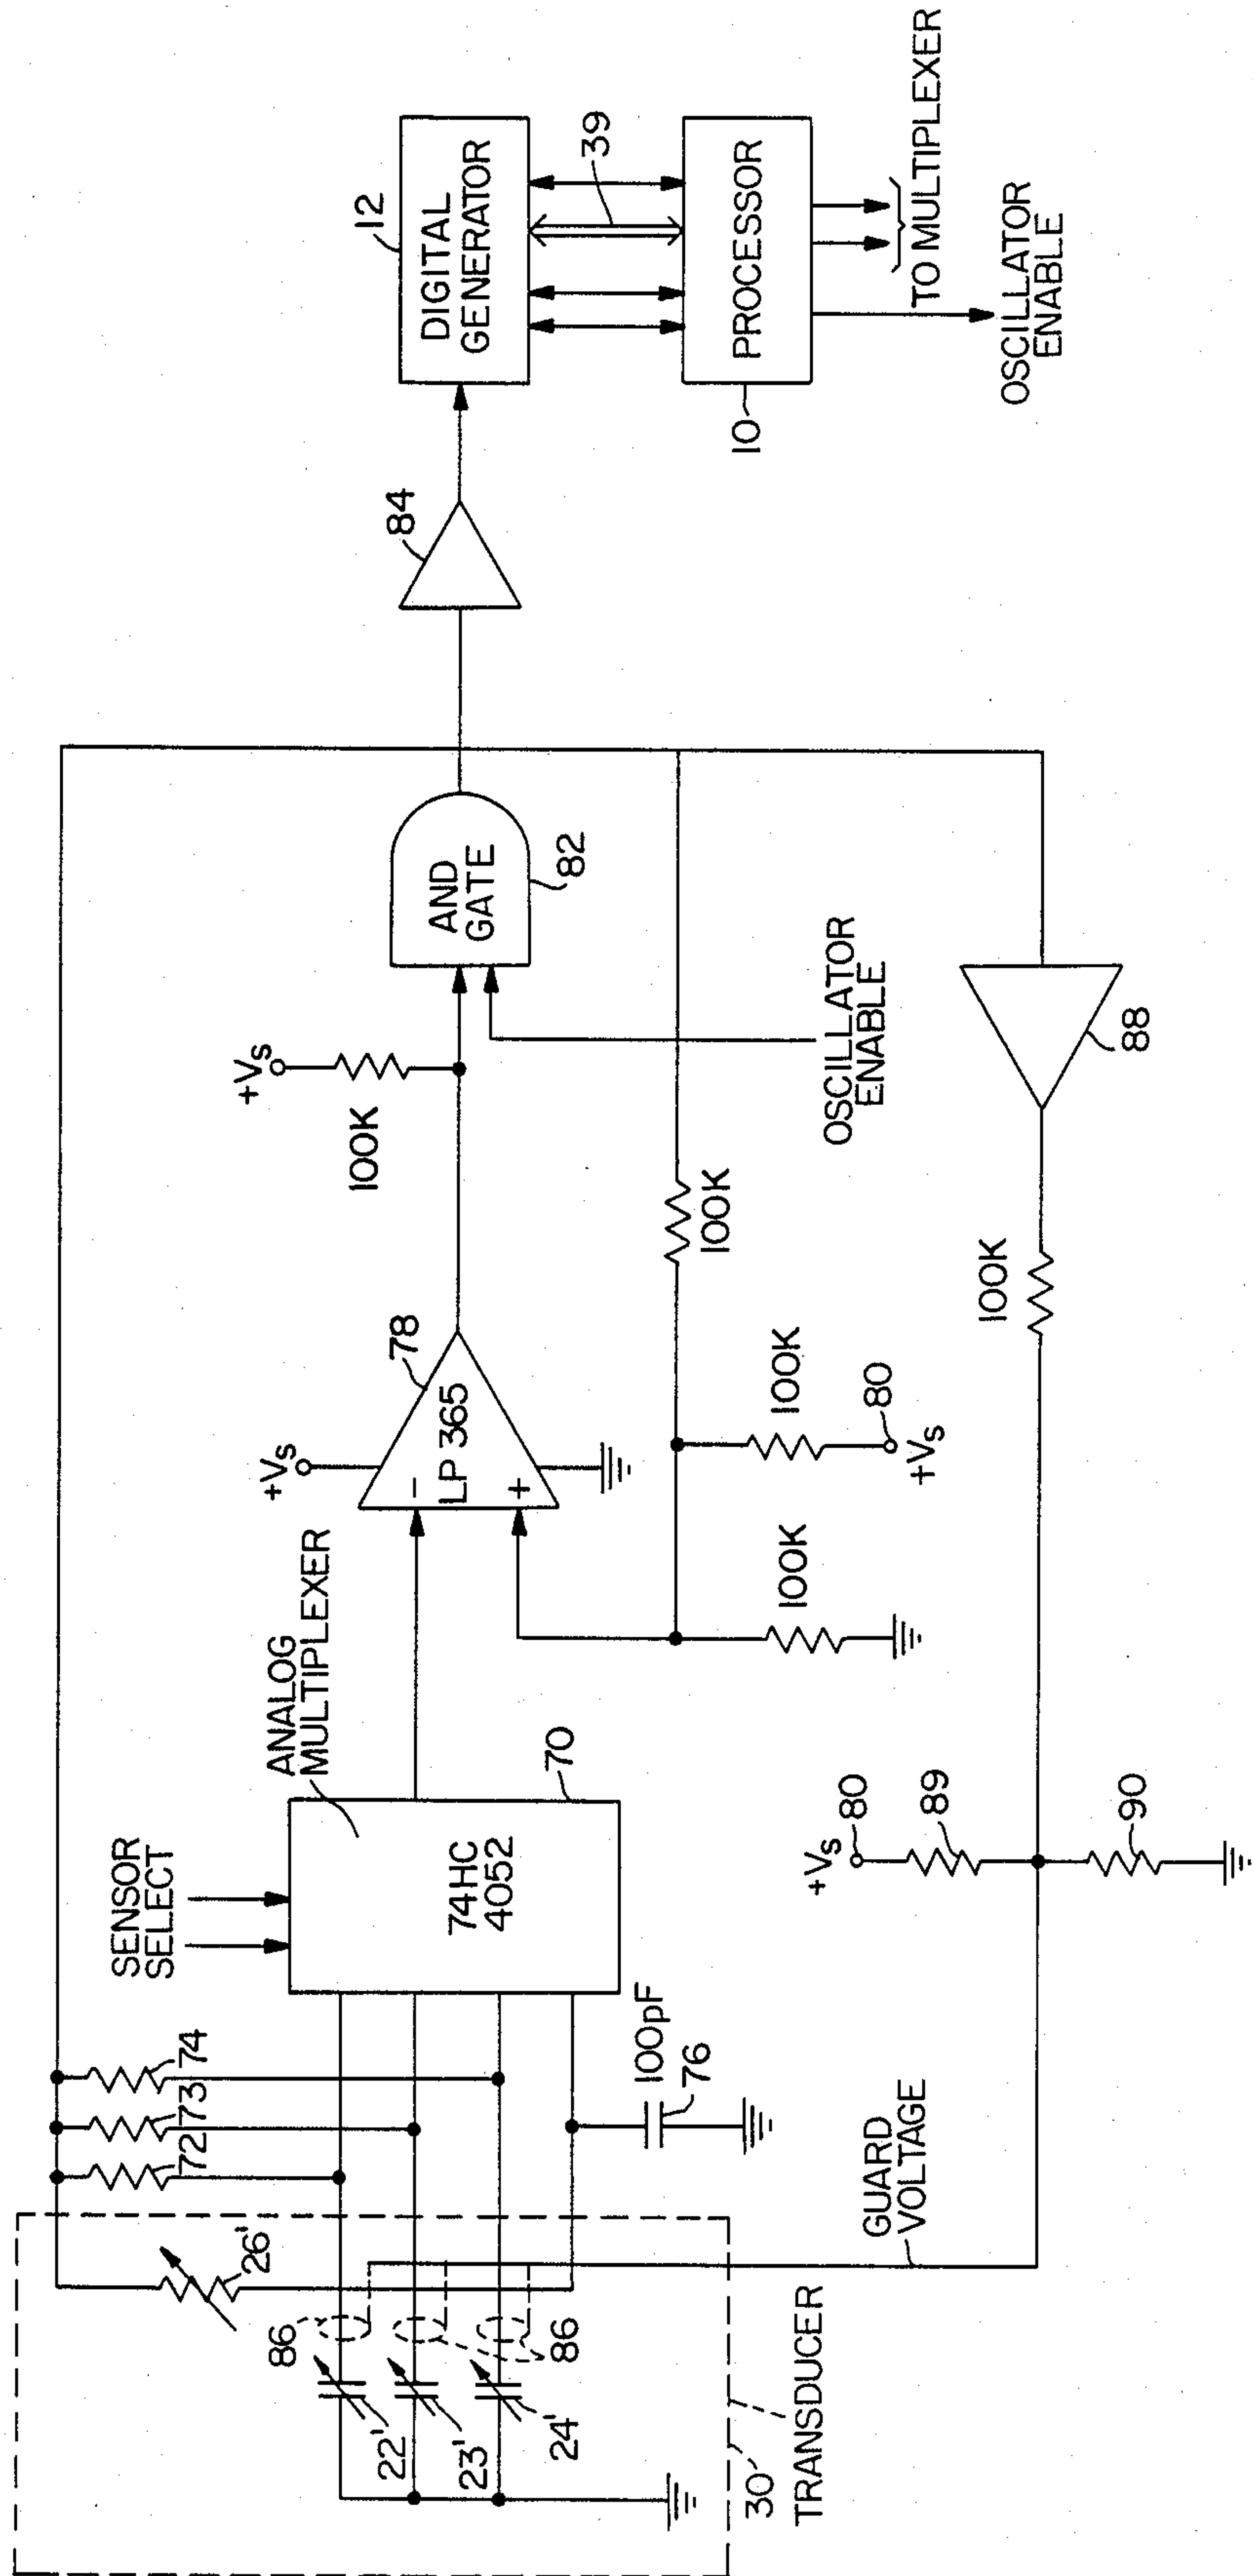 SENSOR
SELECT
ANALOG
MULTIPLEXER
74HC
4052
70
74
73
72
26'
86
22'
23'
24'
86
30
TRANSDUCER
100pF
76
GUARD
VOLTAGE
+Vs
78
LP 365
−
+
100K
100K
80
+Vs
100K
+Vs
100K
AND
GATE
82
OSCILLATOR
ENABLE
+Vs
80
89
90
100K
88
84
12
DIGITAL
GENERATOR
39
PROCESSOR
10
TO MULTIPLEXER
OSCILLATOR
ENABLE